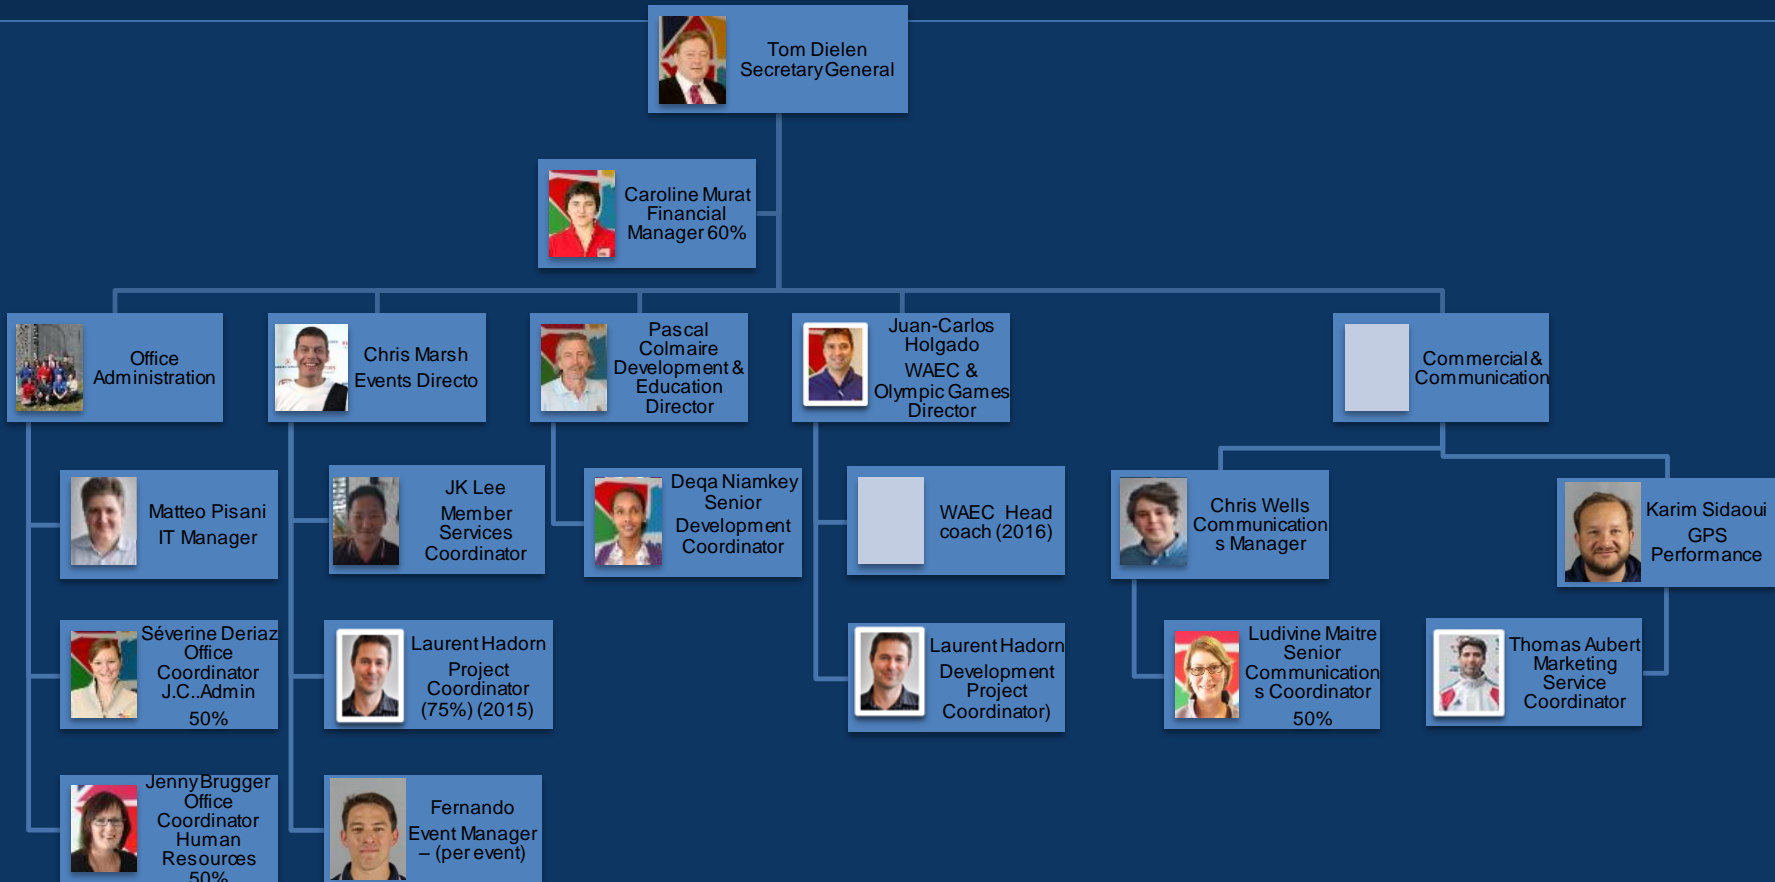 Tom Dielen
Secretary General
Caroline Murat
Financial
Manager 60%
Office
Administration
Chris Marsh
Events Directo
Pascal
Colmaire
Development &
Education
Director
Juan-Carlos
Holgado
WAEC &
Olympic Games
Director
Commercial &
Communication
Matteo Pisani
IT Manager
JK Lee
Member
Services
Coordinator
Deqa Niamkey
Senior
Development
Coordinator
WAEC Head
coach (2016)
Chris Wells
Communication
s Manager
Karim Sidaoui
GPS
Performance
Séverine Deriaz
Office
Coordinator
J.C..Admin
50%
Laurent Hadorn
Project
Coordinator
(75%) (2015)
Laurent Hadorn
Development
Project
Coordinator)
Ludivine Maitre
Senior
Communication
s Coordinator
50%
Thomas Aubert
Marketing
Service
Coordinator
Jenny Brugger
Office
Coordinator
Human
Resources
50%
Fernando
Event Manager
– (per event)